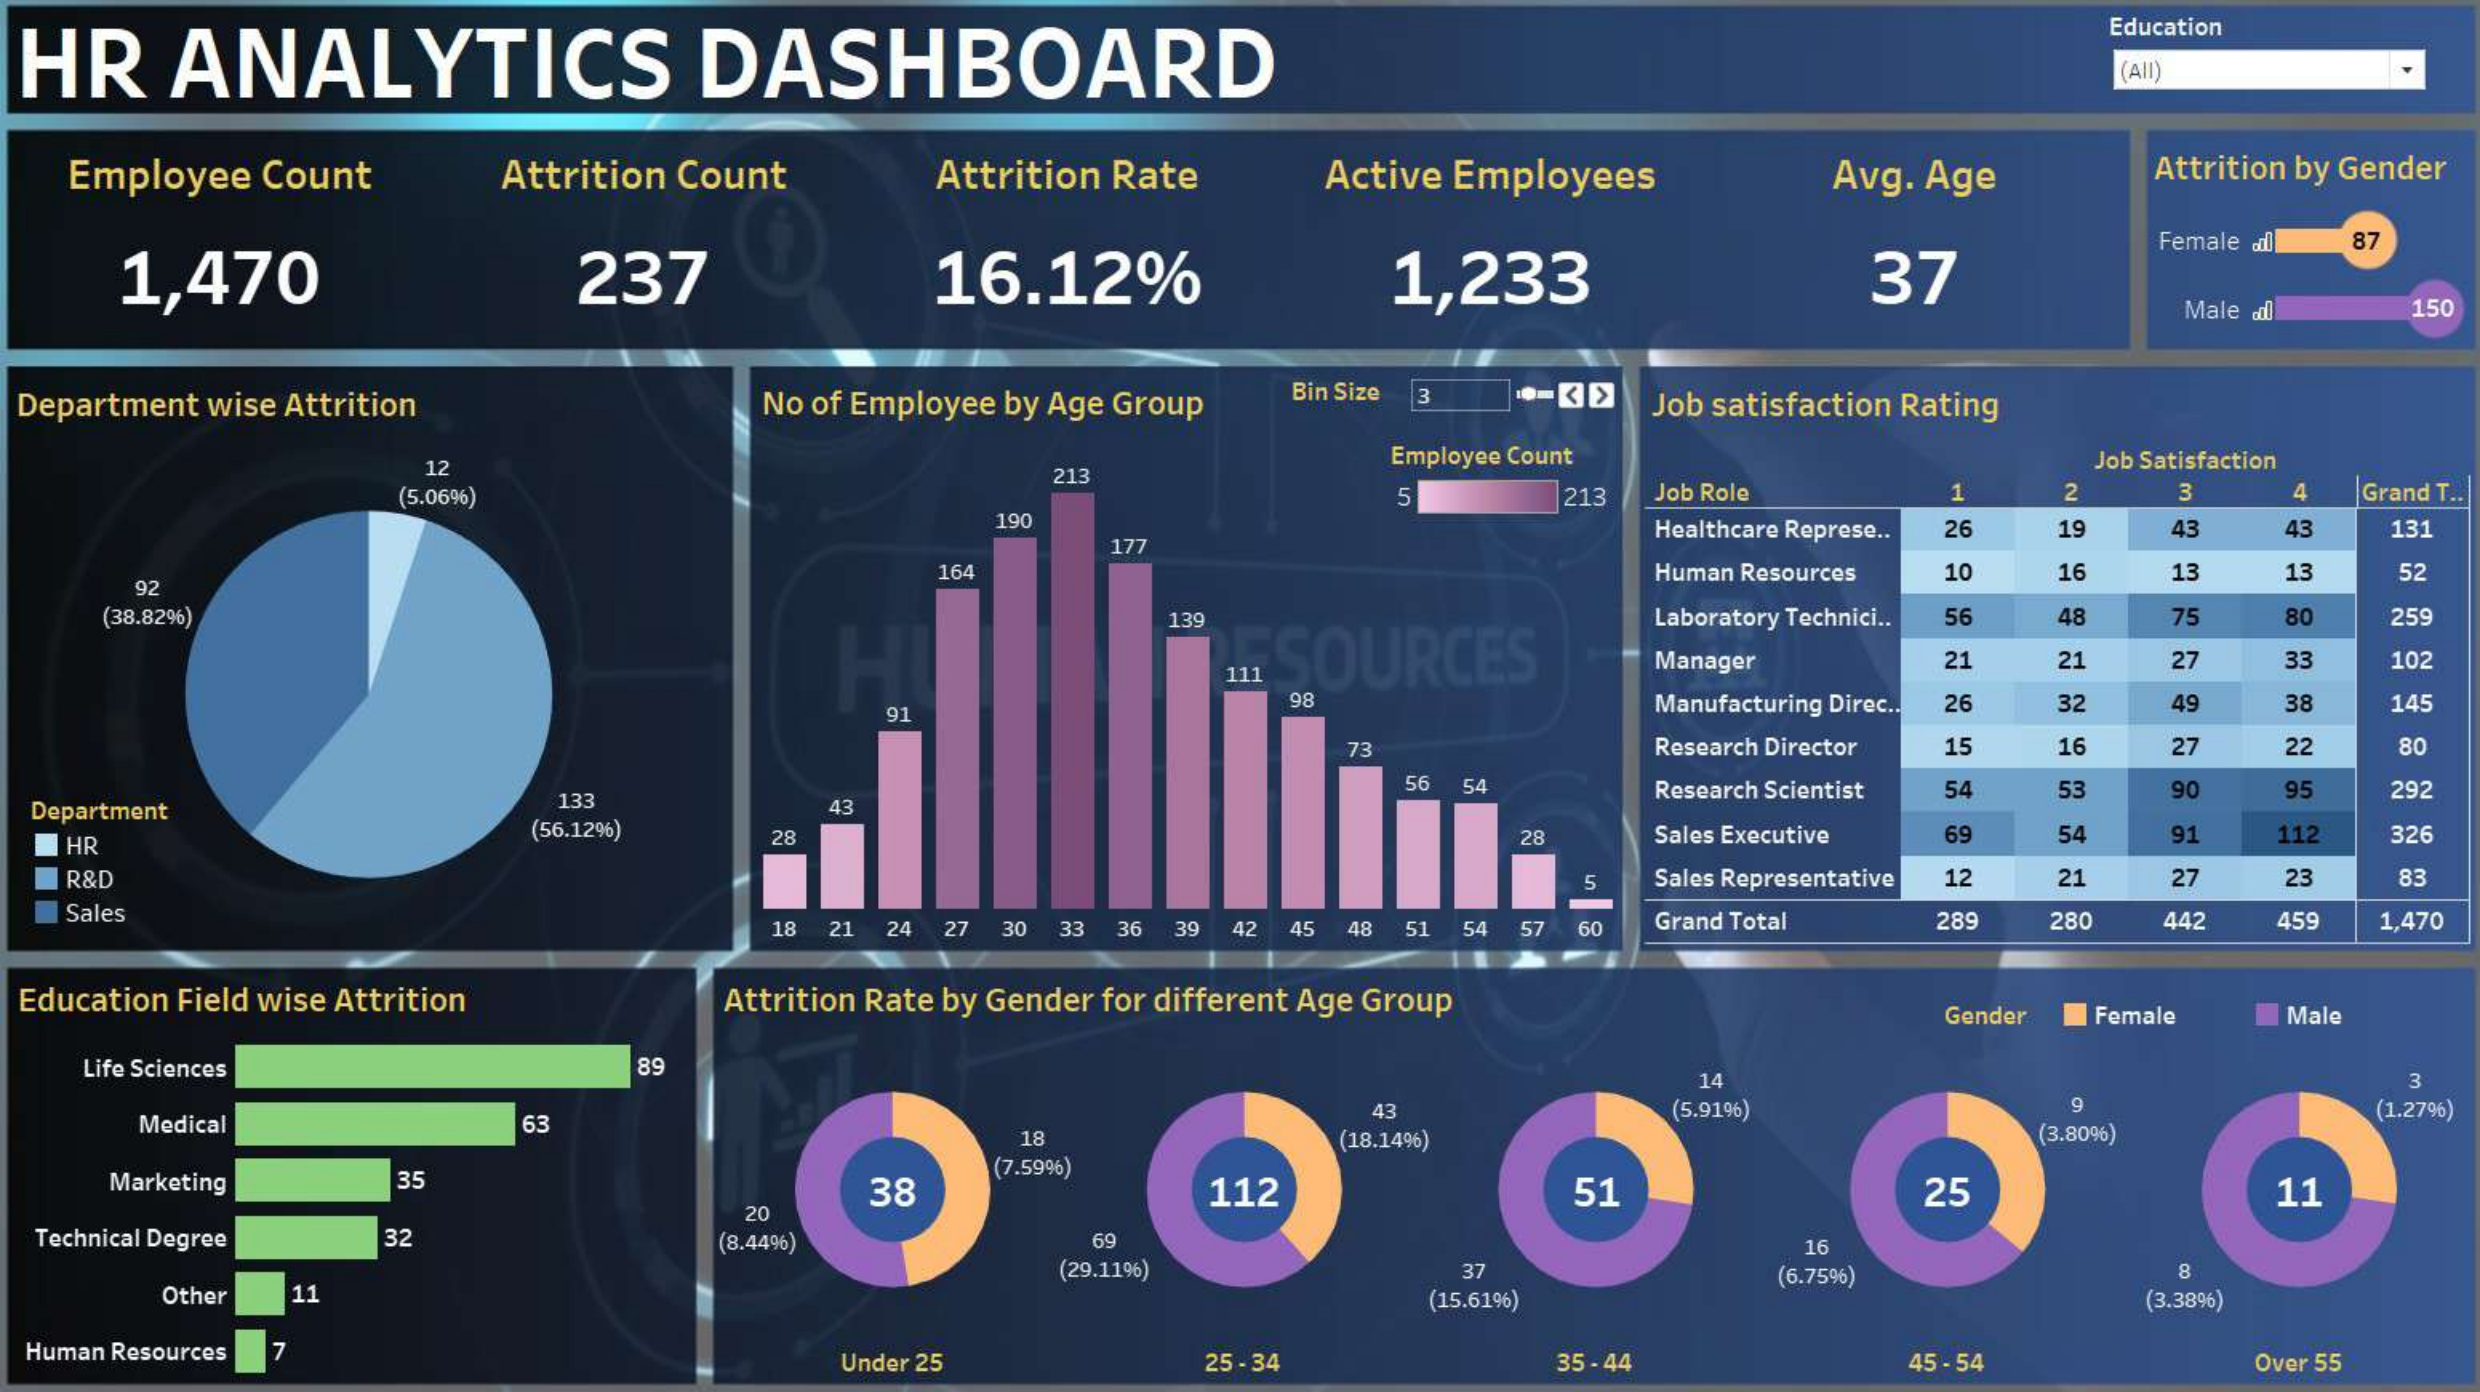 HR ANALYTICS DASHBOARD
Education
(All)
Employee Count
Attrition Count
Attrition Rate
Active Employees
Avg. Age
1,470
237
16.12%
1,233
37
Attrition by Gender
Female 87
Male 150
Department wise Attrition
12
(5.06%)
92
(38.82%)
133
(56.12%)
Department
HR
R&D
Sales
No of Employee by Age Group
Bin Size 3
Employee Count
5 213
28 43 91 164 190 213 177 139 111 98 73 56 54 28 5
18 21 24 27 30 33 36 39 42 45 48 51 54 57 60
HUMAN RESOURCES
Job satisfaction Rating
Job Satisfaction
Job Role 1 2 3 4 Grand T..
Healthcare Represe.. 26 19 43 43 131
Human Resources 10 16 13 13 52
Laboratory Technici.. 56 48 75 80 259
Manager 21 21 27 33 102
Manufacturing Direc.. 26 32 49 38 145
Research Director 15 16 27 22 80
Research Scientist 54 53 90 95 292
Sales Executive 69 54 91 112 326
Sales Representative 12 21 27 23 83
Grand Total 289 280 442 459 1,470
Education Field wise Attrition
Life Sciences 89
Medical 63
Marketing 35
Technical Degree 32
Other 11
Human Resources 7
Attrition Rate by Gender for different Age Group
Gender Female Male
18
(7.59%)
38
20
(8.44%)
Under 25
43
(18.14%)
112
69
(29.11%)
25 - 34
14
(5.91%)
51
37
(15.61%)
35 - 44
9
(3.80%)
25
16
(6.75%)
45 - 54
3
(1.27%)
11
8
(3.38%)
Over 55